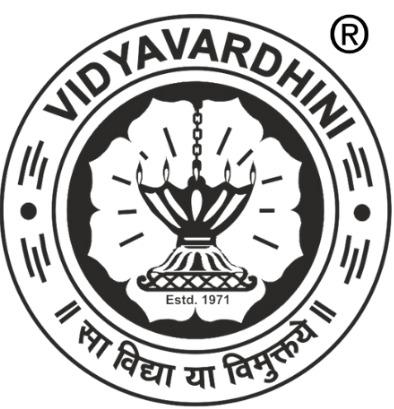 ®
VIDYAVARDHINI
Estd. 1971
॥ सा विद्या या विमुक्तये ॥